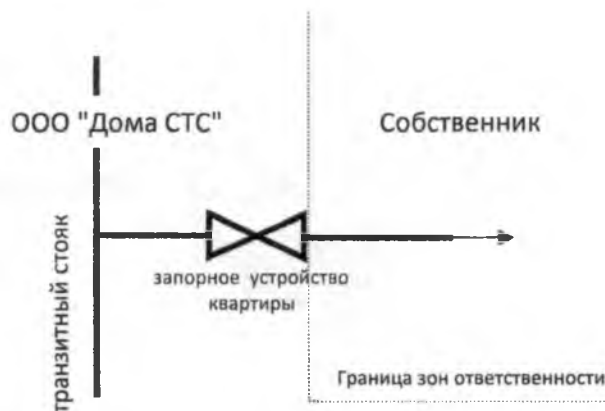 ООО "Дома СТС"
Собственник
транзитный стояк
запорное устройство
квартиры
Граница зон ответственности